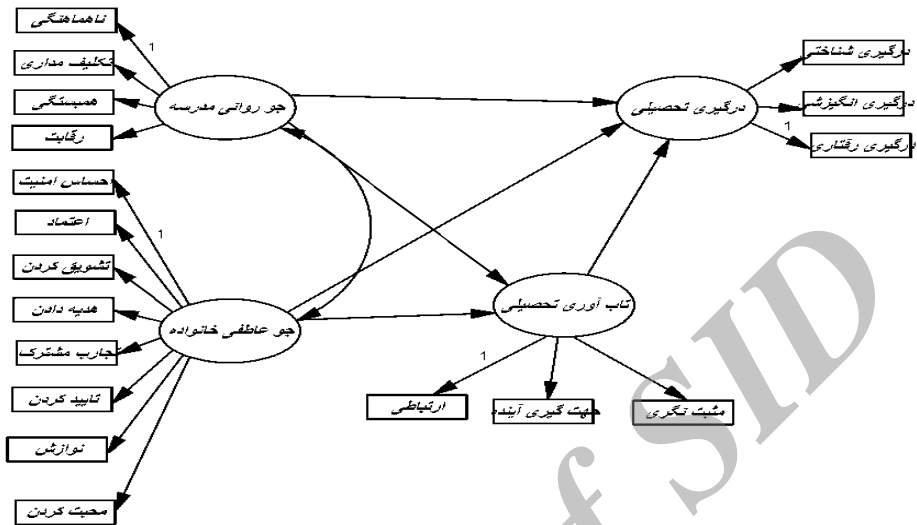 ناهماهنگی
1
تکلیف مداری
همبستگی
رقابت
جو روانی مدرسه
درگیری تحصیلی
درگیری شناختی
درگیری انگیزشی
1
درگیری رفتاری
احساس امنیت
1
اعتماد
تشویق کردن
هدیه دادن
تجارب مشترک
تایید کردن
نوازش
محبت کردن
جو عاطفی خانواده
تاب آوری تحصیلی
1
ارتباطی
جهت گیری آینده
مثبت نگری
of SID